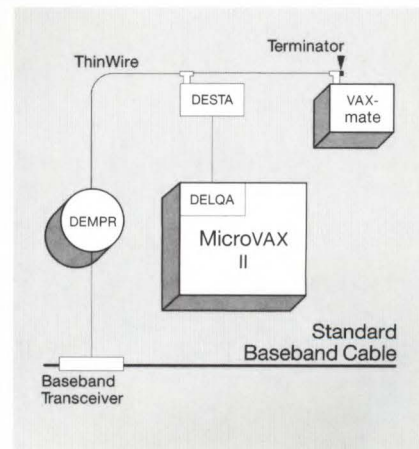 Terminator
ThinWire
DESTA
VAX-
mate
DEMPR
DELQA
MicroVAX
II
Standard
Baseband Cable
Baseband
Transceiver